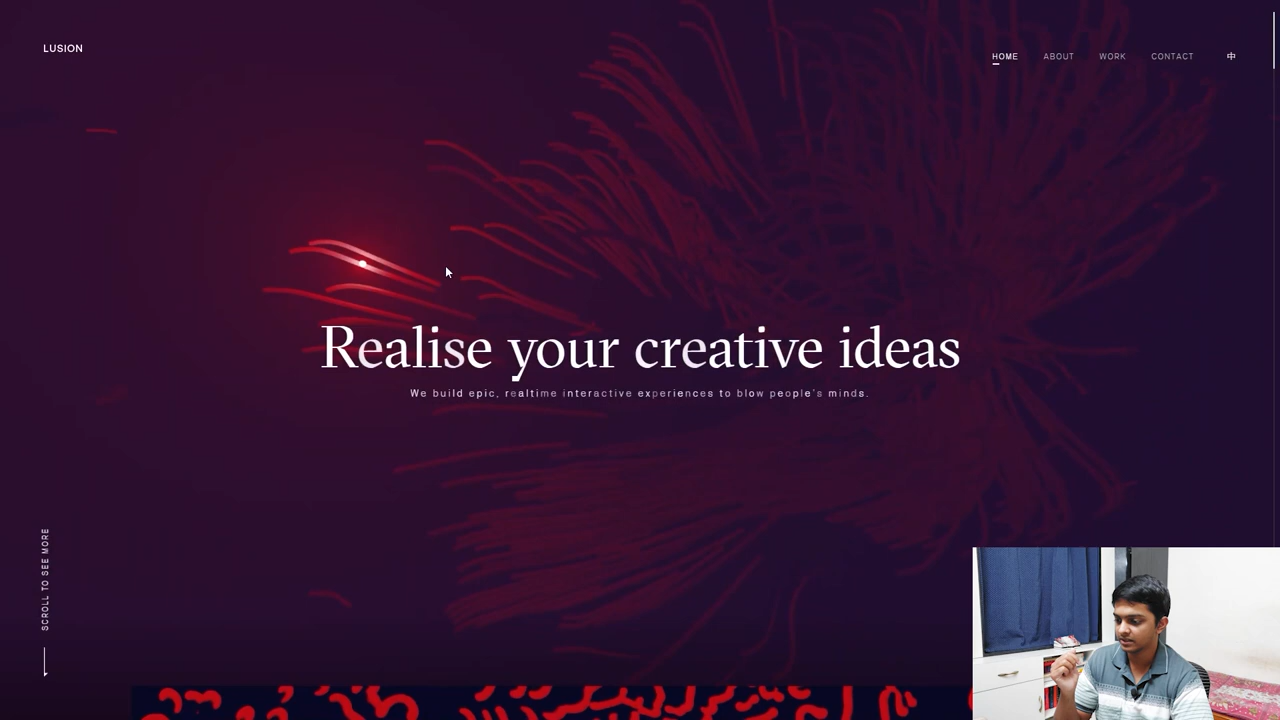 LUSION
HOME ABOUT WORK CONTACT 中
Realise your creative ideas
We build epic, realtime interactive experiences to blow people's minds.
SCROLL TO SEE MORE